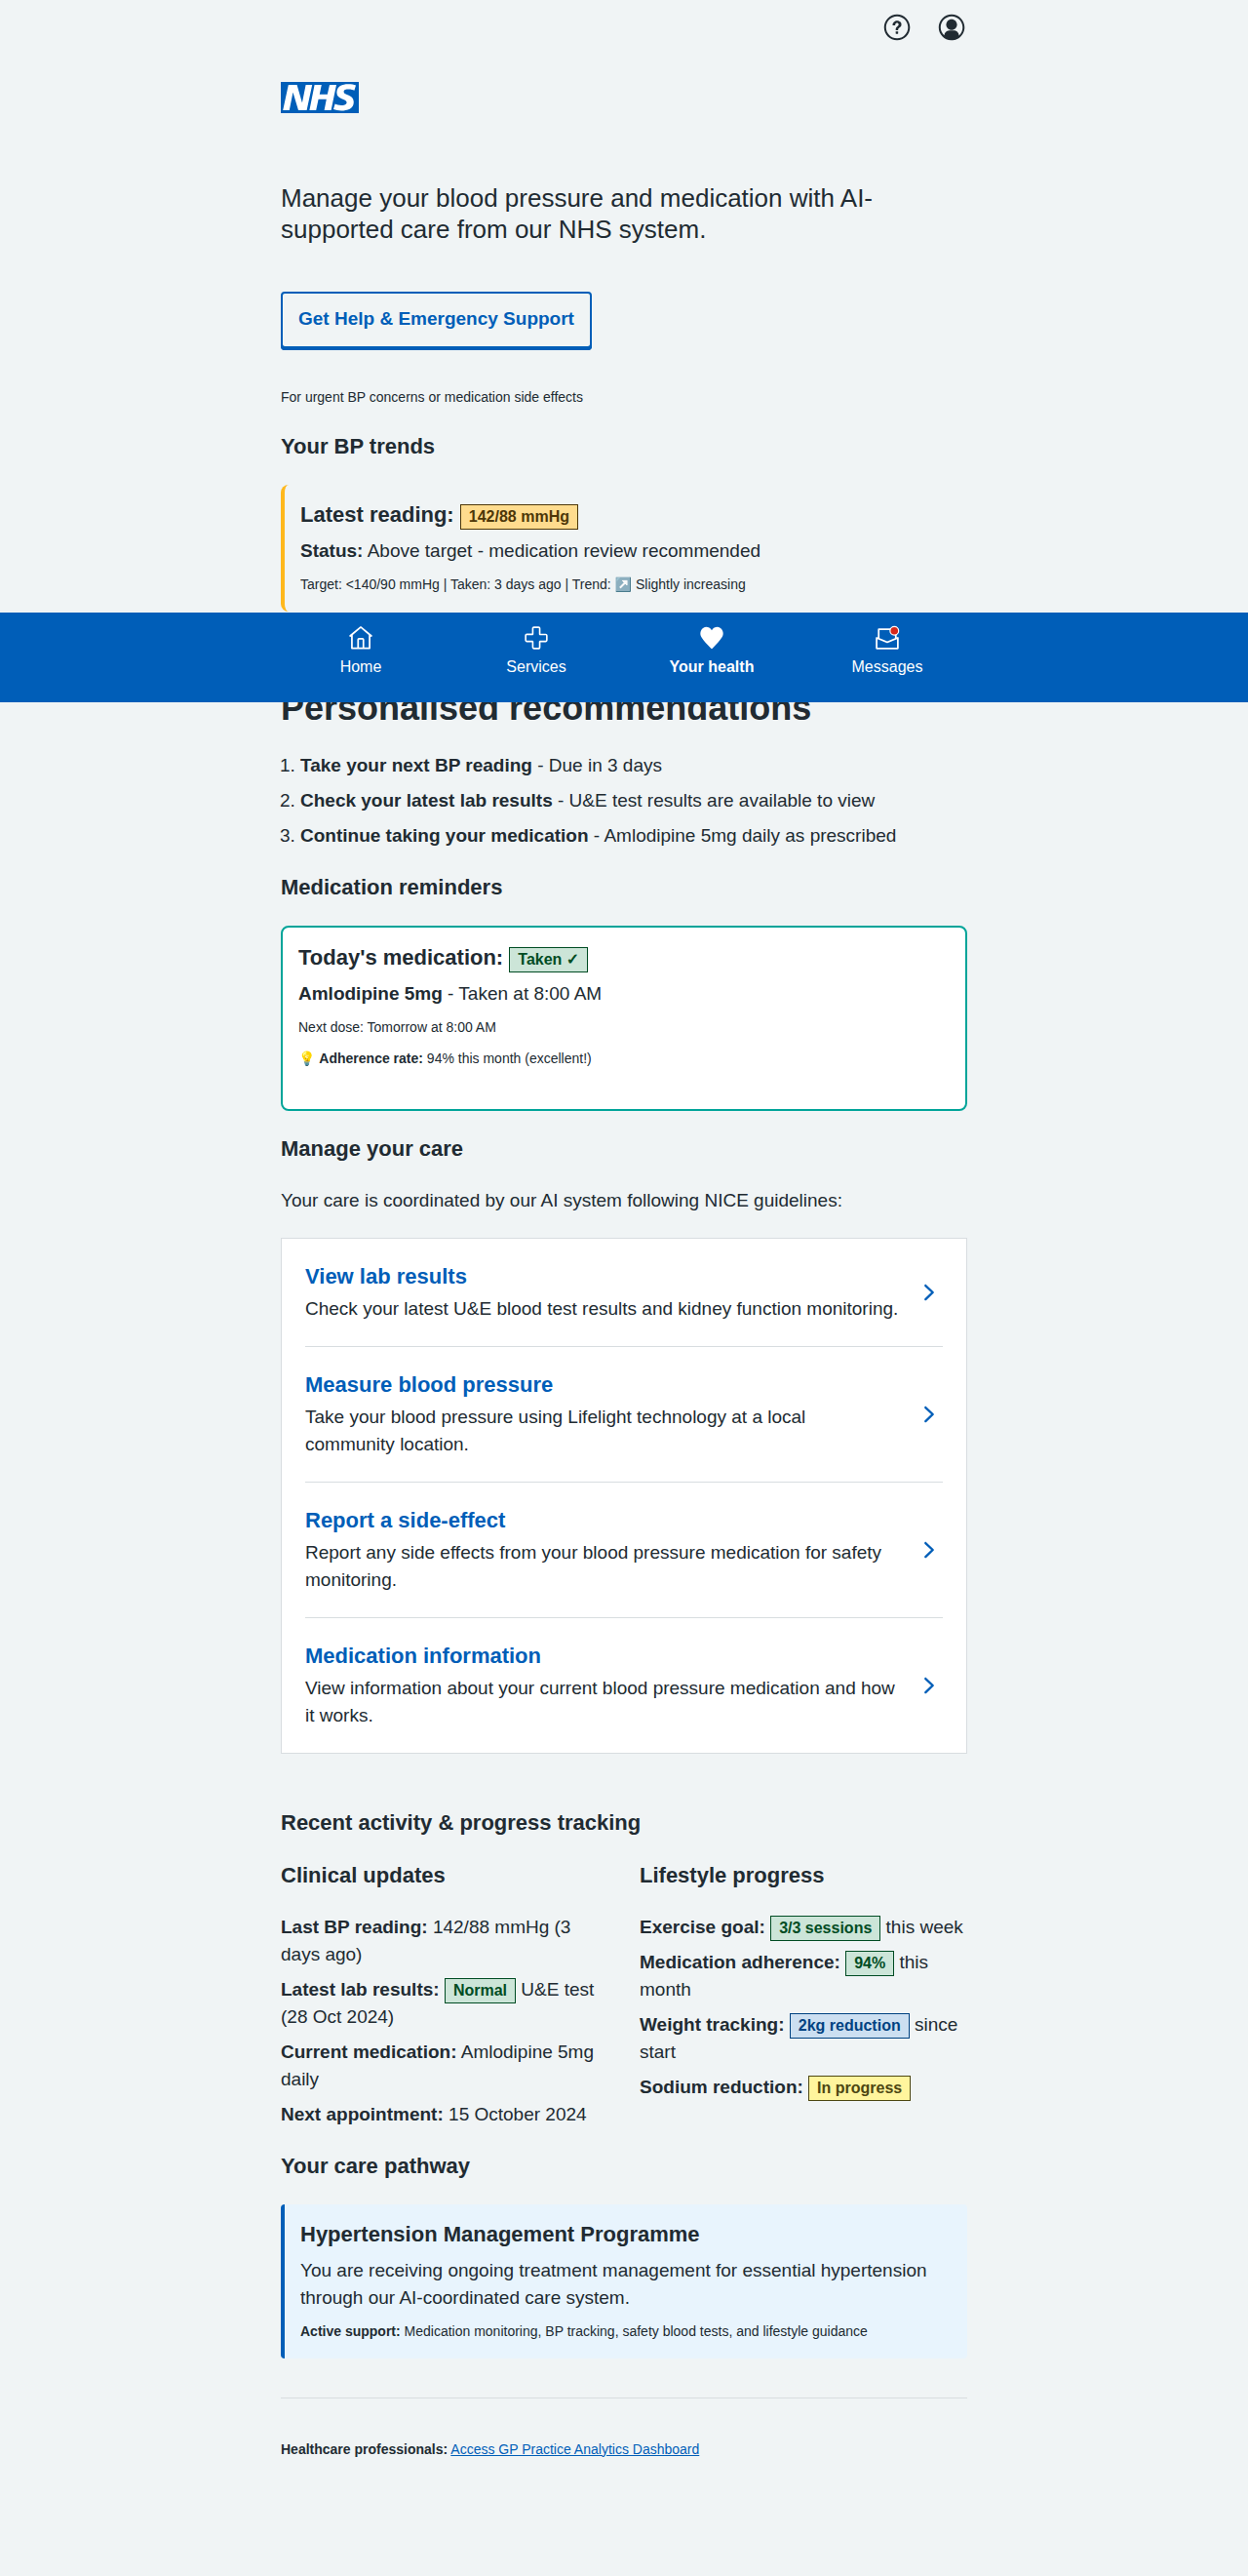 NHS
Manage your blood pressure and medication with AI-
supported care from our NHS system.
Get Help & Emergency Support
For urgent BP concerns or medication side effects
Your BP trends
Latest reading: 142/88 mmHg
Status: Above target - medication review recommended
Target: <140/90 mmHg | Taken: 3 days ago | Trend: ↗️ Slightly increasing
Home
Services
Your health
Messages
Personalised recommendations
1. Take your next BP reading - Due in 3 days
2. Check your latest lab results - U&E test results are available to view
3. Continue taking your medication - Amlodipine 5mg daily as prescribed
Medication reminders
Today's medication: Taken ✓
Amlodipine 5mg - Taken at 8:00 AM
Next dose: Tomorrow at 8:00 AM
💡 Adherence rate: 94% this month (excellent!)
Manage your care
Your care is coordinated by our AI system following NICE guidelines:
View lab results
Check your latest U&E blood test results and kidney function monitoring.
Measure blood pressure
Take your blood pressure using Lifelight technology at a local
community location.
Report a side-effect
Report any side effects from your blood pressure medication for safety
monitoring.
Medication information
View information about your current blood pressure medication and how
it works.
Recent activity & progress tracking
Clinical updates
Last BP reading: 142/88 mmHg (3
days ago)
Latest lab results: Normal U&E test
(28 Oct 2024)
Current medication: Amlodipine 5mg
daily
Next appointment: 15 October 2024
Lifestyle progress
Exercise goal: 3/3 sessions this week
Medication adherence: 94% this
month
Weight tracking: 2kg reduction since
start
Sodium reduction: In progress
Your care pathway
Hypertension Management Programme
You are receiving ongoing treatment management for essential hypertension
through our AI-coordinated care system.
Active support: Medication monitoring, BP tracking, safety blood tests, and lifestyle guidance
Healthcare professionals: Access GP Practice Analytics Dashboard